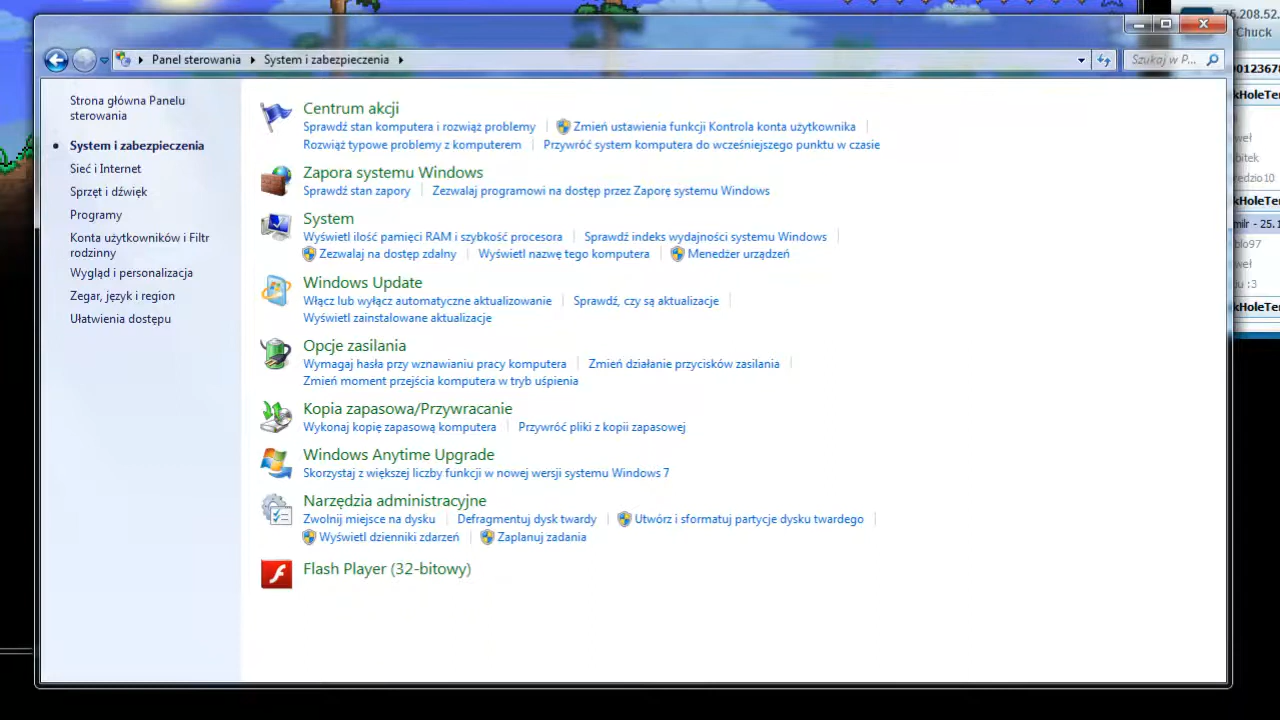 25.208.52.
Chuck
Panel sterowania ▸ System i zabezpieczenia ▸
Szukaj w P...
Strona główna Panelu
sterowania
System i zabezpieczenia
Sieć i Internet
Sprzęt i dźwięk
Programy
Konta użytkowników i Filtr
rodzinny
Wygląd i personalizacja
Zegar, język i region
Ułatwienia dostępu
Centrum akcji
Sprawdź stan komputera i rozwiąż problemy
Zmień ustawienia funkcji Kontrola konta użytkownika
Rozwiąż typowe problemy z komputerem
Przywróć system komputera do wcześniejszego punktu w czasie
Zapora systemu Windows
Sprawdź stan zapory
Zezwalaj programowi na dostęp przez Zaporę systemu Windows
System
Wyświetl ilość pamięci RAM i szybkość procesora
Sprawdź indeks wydajności systemu Windows
Zezwalaj na dostęp zdalny
Wyświetl nazwę tego komputera
Menedżer urządzeń
Windows Update
Włącz lub wyłącz automatyczne aktualizowanie
Sprawdź, czy są aktualizacje
Wyświetl zainstalowane aktualizacje
Opcje zasilania
Wymagaj hasła przy wznawianiu pracy komputera
Zmień działanie przycisków zasilania
Zmień moment przejścia komputera w tryb uśpienia
Kopia zapasowa/Przywracanie
Wykonaj kopię zapasową komputera
Przywróć pliki z kopii zapasowej
Windows Anytime Upgrade
Skorzystaj z większej liczby funkcji w nowej wersji systemu Windows 7
Narzędzia administracyjne
Zwolnij miejsce na dysku
Defragmentuj dysk twardy
Utwórz i sformatuj partycje dysku twardego
Wyświetl dzienniki zdarzeń
Zaplanuj zadania
Flash Player (32-bitowy)